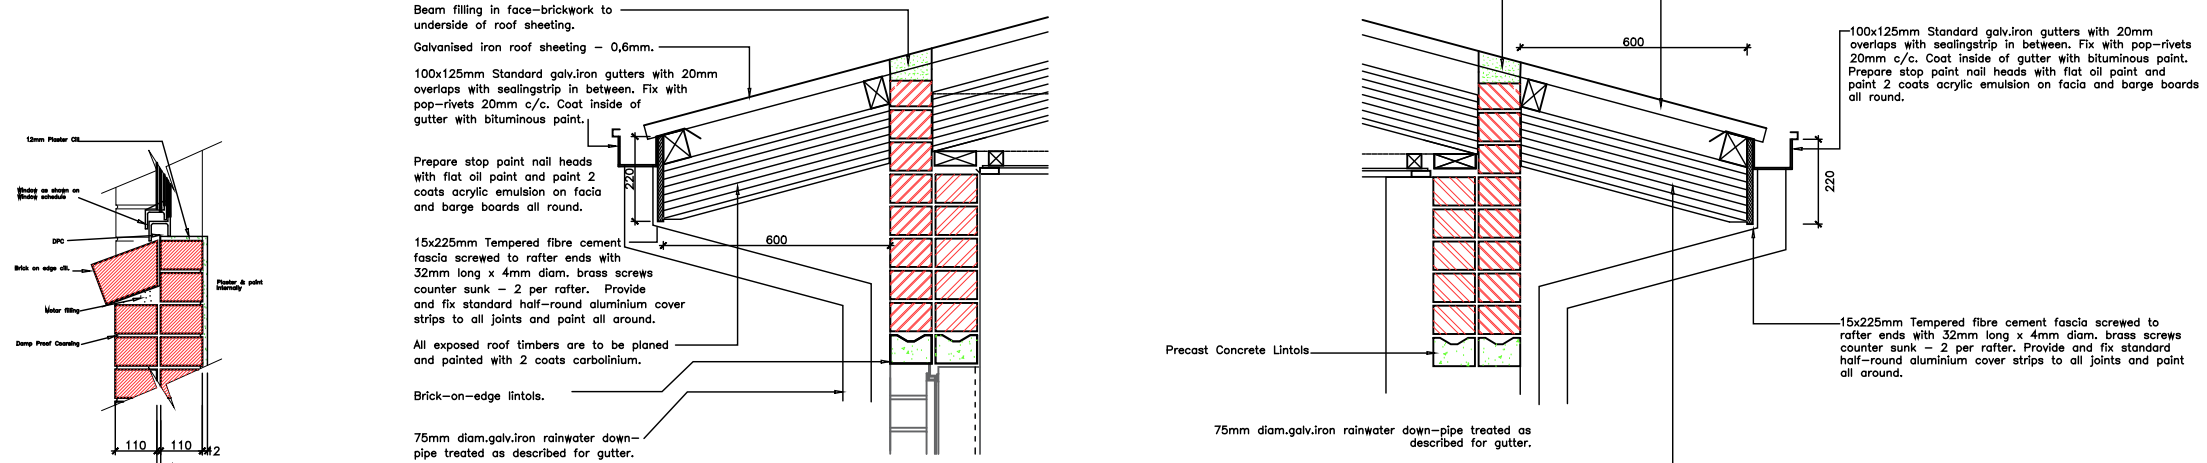 12mm Plaster Cill.
Window as shown on
Window schedule
DPC
Brick on edge cill.
Motar filling
Damp Proof Coarsing
Plaster & paint
internally
110
110
12
Beam filling in face-brickwork to
underside of roof sheeting.
Galvanised iron roof sheeting - 0,6mm.
100x125mm Standard galv.iron gutters with 20mm
overlaps with sealingstrip in between. Fix with
pop-rivets 20mm c/c. Coat inside of
gutter with bituminous paint.
Prepare stop paint nail heads
with flat oil paint and paint 2
coats acrylic emulsion on facia
and barge boards all round.
15x225mm Tempered fibre cement
fascia screwed to rafter ends with
32mm long x 4mm diam. brass screws
counter sunk - 2 per rafter. Provide
and fix standard half-round aluminium cover
strips to all joints and paint all around.
All exposed roof timbers are to be planed
and painted with 2 coats carbolinium.
Brick-on-edge lintols.
75mm diam.galv.iron rainwater down-
pipe treated as described for gutter.
220
600
600
220
100x125mm Standard galv.iron gutters with 20mm
overlaps with sealingstrip in between. Fix with pop-rivets
20mm c/c. Coat inside of gutter with bituminous paint.
Prepare stop paint nail heads with flat oil paint and
paint 2 coats acrylic emulsion on facia and barge boards
all round.
Precast Concrete Lintols
15x225mm Tempered fibre cement fascia screwed to
rafter ends with 32mm long x 4mm diam. brass screws
counter sunk - 2 per rafter. Provide and fix standard
half-round aluminium cover strips to all joints and paint
all around.
75mm diam.galv.iron rainwater down-pipe treated as
described for gutter.